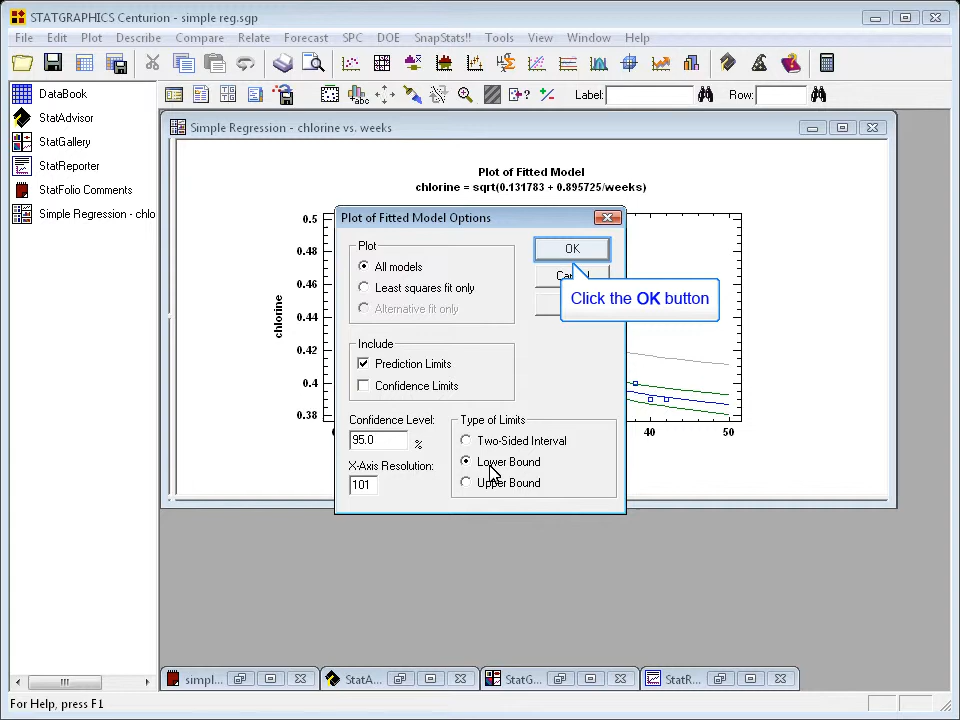 STATGRAPHICS Centurion - simple reg.sgp
File Edit Plot Describe Compare Relate Forecast SPC DOE SnapStats!! Tools View Window Help
Label: Row:
DataBook
StatAdvisor
StatGallery
StatReporter
StatFolio Comments
Simple Regression - chlo
Simple Regression - chlorine vs. weeks
Plot of Fitted Model
chlorine = sqrt(0.131783 + 0.895725/weeks)
0.5
0.48
0.46
0.44
0.42
0.4
0.38
chlorine
40 50
Plot of Fitted Model Options
Plot
All models
Least squares fit only
Alternative fit only
OK
Click the OK button
Include
Prediction Limits
Confidence Limits
Confidence Level:
95.0 %
X-Axis Resolution:
101
Type of Limits
Two-Sided Interval
Lower Bound
Upper Bound
simpl... StatA... StatG... StatR...
For Help, press F1